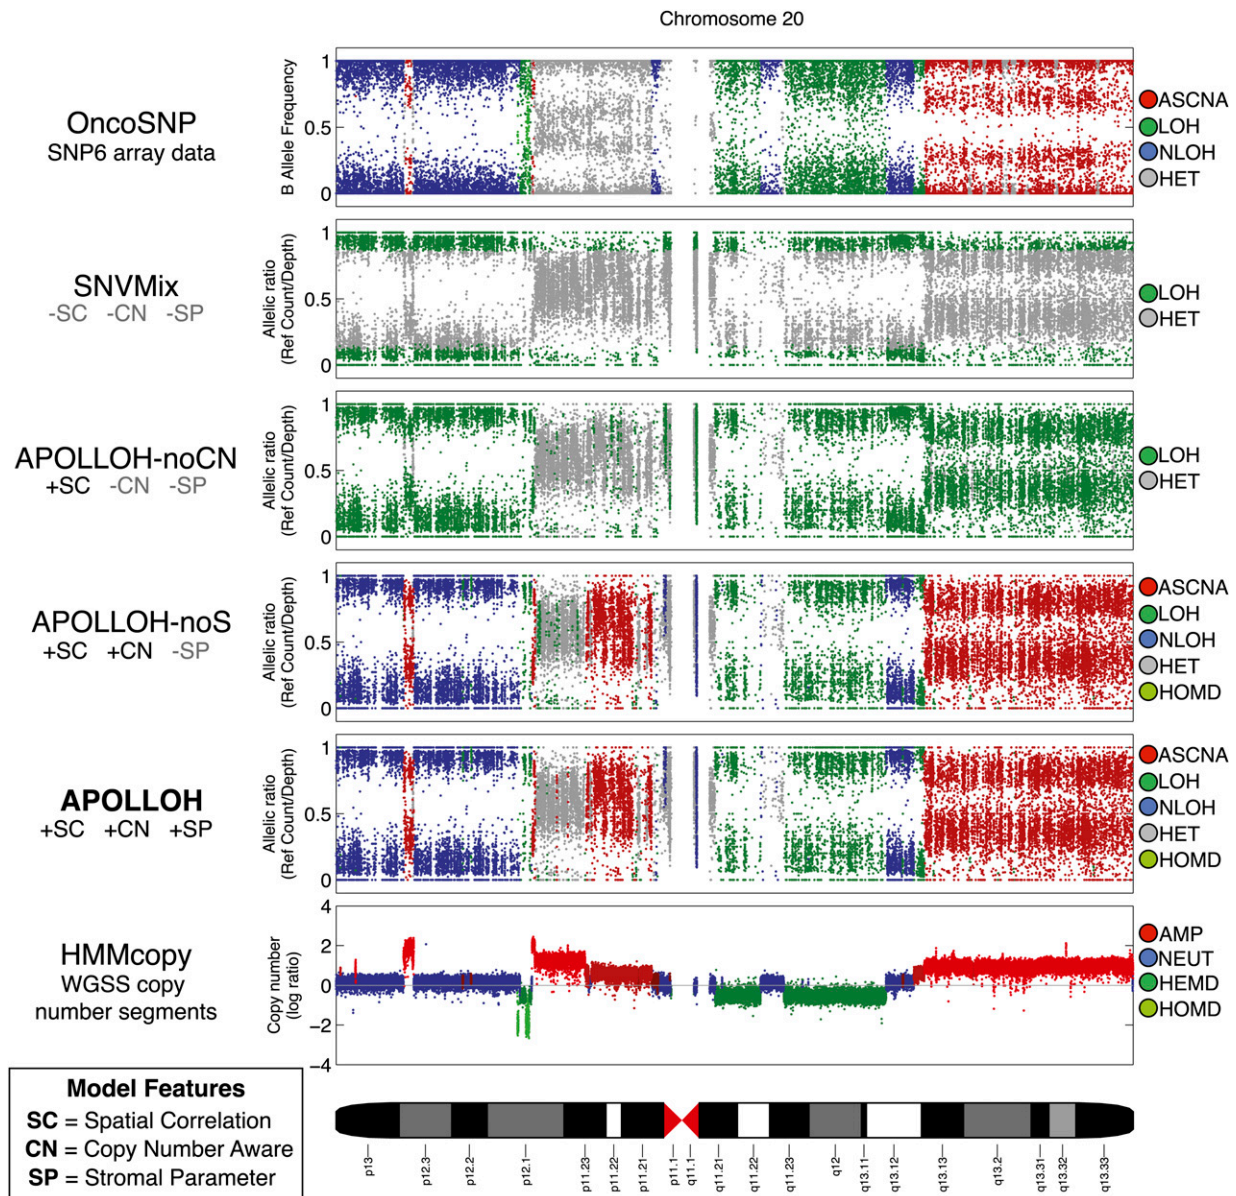 Chromosome 20
OncoSNP
SNP6 array data
B Allele Frequency
1
0.5
0
ASCNA
LOH
NLOH
HET
SNVMix
-SC -CN -SP
Allelic ratio
(Ref Count/Depth)
1
0.5
0
LOH
HET
APOLLOH-noCN
+SC -CN -SP
Allelic ratio
(Ref Count/Depth)
1
0.5
0
LOH
HET
APOLLOH-noS
+SC +CN -SP
Allelic ratio
(Ref Count/Depth)
1
0.5
0
ASCNA
LOH
NLOH
HET
HOMD
APOLLOH
+SC +CN +SP
Allelic ratio
(Ref Count/Depth)
1
0.5
0
ASCNA
LOH
NLOH
HET
HOMD
HMMcopy
WGSS copy
number segments
Copy number
(log ratio)
4
2
0
−2
−4
AMP
NEUT
HEMD
HOMD
Model Features
SC = Spatial Correlation
CN = Copy Number Aware
SP = Stromal Parameter
p13
p12.3
p12.2
p12.1
p11.23
p11.22
p11.21
p11.1
q11.1
q11.21
q11.22
q11.23
q12
q13.11
q13.12
q13.13
q13.2
q13.31
q13.32
q13.33